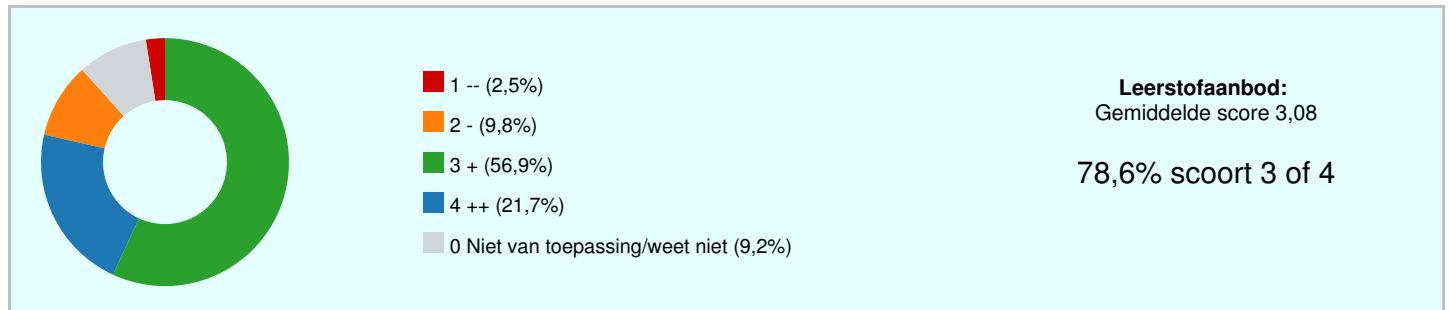 1 -- (2,5%)
2 - (9,8%)
3 + (56,9%)
4 ++ (21,7%)
0 Niet van toepassing/weet niet (9,2%)
Leerstofaanbod:
Gemiddelde score 3,08
78,6% scoort 3 of 4